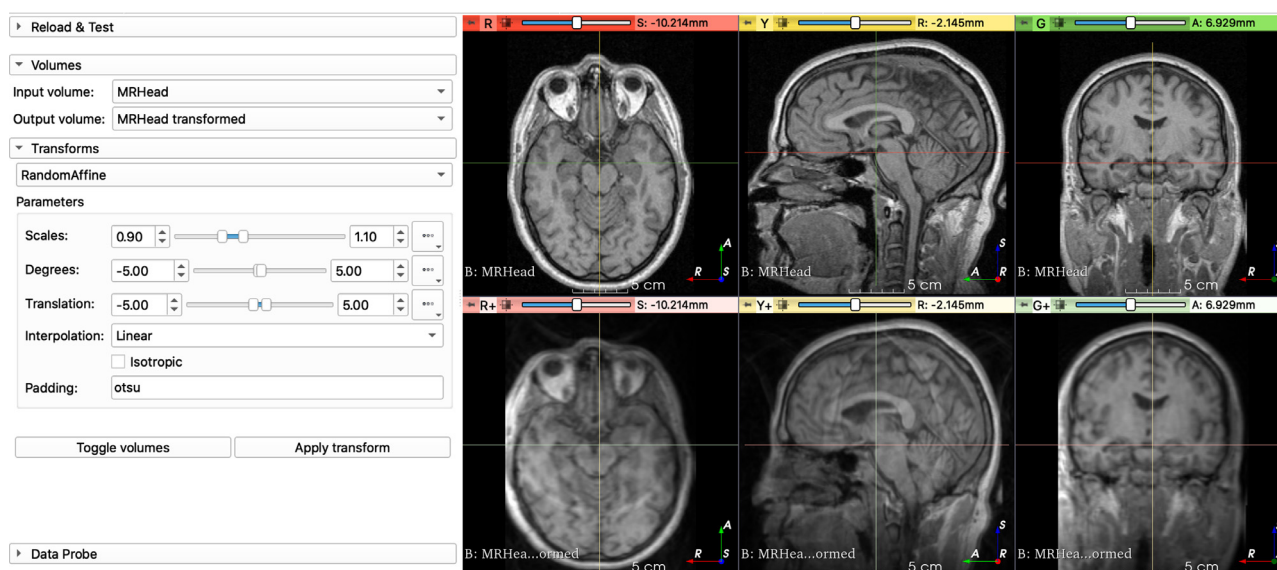 Reload & Test
Volumes
Input volume: MRHead
Output volume: MRHead transformed
Transforms
RandomAffine
Parameters
Scales: 0.90 1.10
Degrees: -5.00 5.00
Translation: -5.00 5.00
Interpolation: Linear
Isotropic
Padding: otsu
Toggle volumes Apply transform
Data Probe
R S: -10.214mm
A
B: MRHead R S
5 cm
Y R: -2.145mm
S
B: MRHead A R
5 cm
G A: 6.929mm
S
B: MRHead R
5 cm
R+ S: -10.214mm
A
B: MRHea...ormed R S
5 cm
Y+ R: -2.145mm
S
B: MRHea...ormed A R
5 cm
G+ A: 6.929mm
S
B: MRHea...ormed R
5 cm